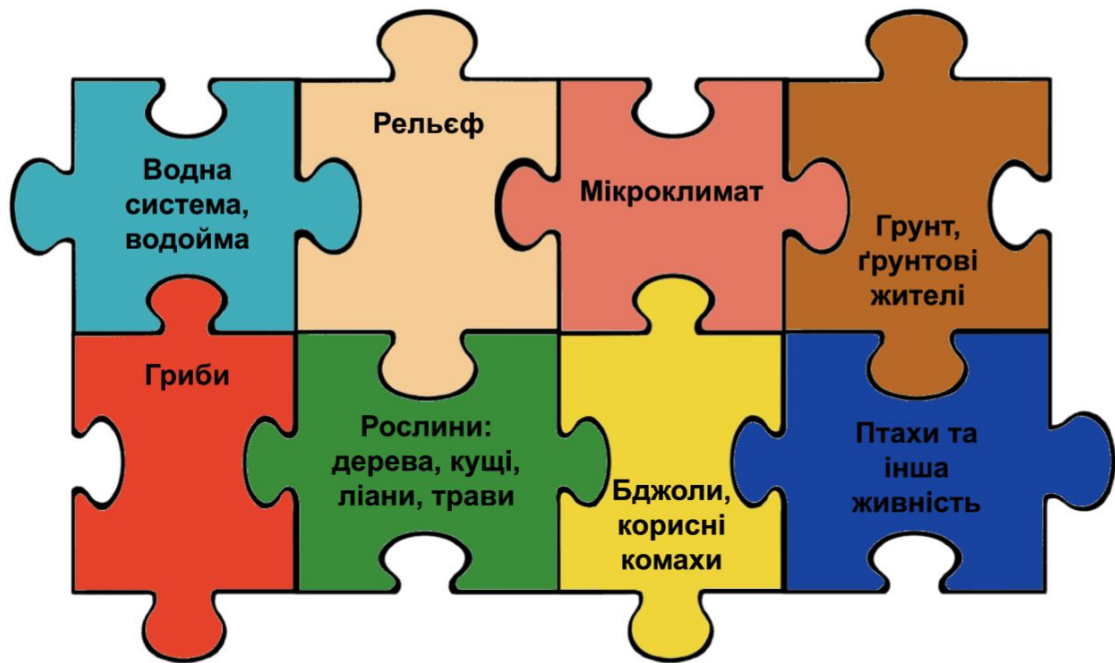 Водна
система,
водойма
Рельєф
Мікроклимат
Грунт,
ґрунтові
жителі
Гриби
Рослини:
дерева, кущі,
ліани, трави
Бджоли,
корисні
комахи
Птахи та
інша
живність